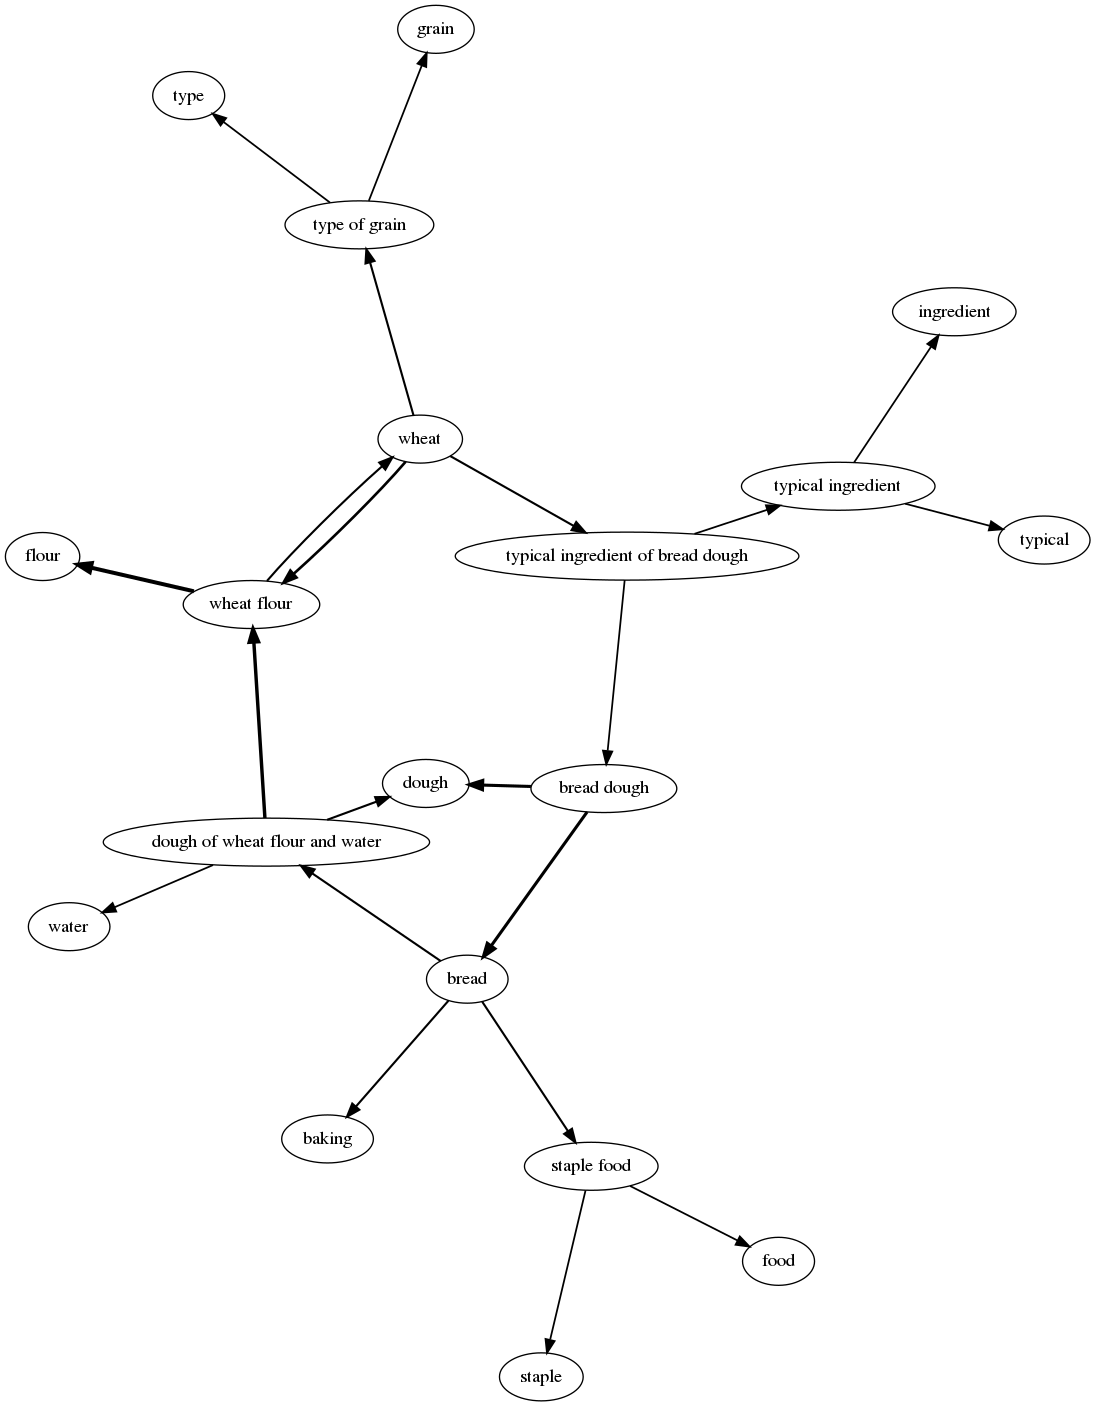 grain
type
type of grain
ingredient
wheat
typical ingredient
typical
flour
typical ingredient of bread dough
wheat flour
dough
bread dough
dough of wheat flour and water
water
bread
baking
staple food
food
staple